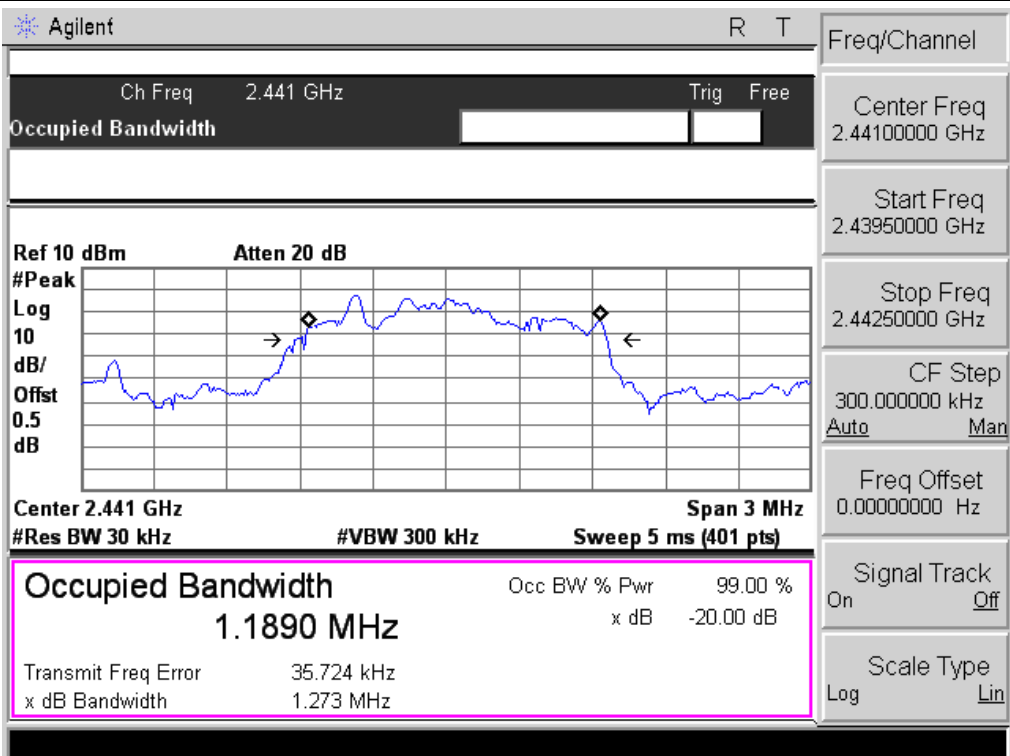 Agilent R T
Ch Freq 2.441 GHz Trig Free
Occupied Bandwidth
Ref 10 dBm Atten 20 dB
#Peak
Log
10
dB/
Offst
0.5
dB
Center 2.441 GHz Span 3 MHz
#Res BW 30 kHz #VBW 300 kHz Sweep 5 ms (401 pts)
Occupied Bandwidth
1.1890 MHz
Occ BW % Pwr 99.00 %
x dB -20.00 dB
Transmit Freq Error 35.724 kHz
x dB Bandwidth 1.273 MHz
Freq/Channel
Center Freq
2.44100000 GHz
Start Freq
2.43950000 GHz
Stop Freq
2.44250000 GHz
CF Step
300.000000 kHz
Auto Man
Freq Offset
0.00000000 Hz
Signal Track
On Off
Scale Type
Log Lin